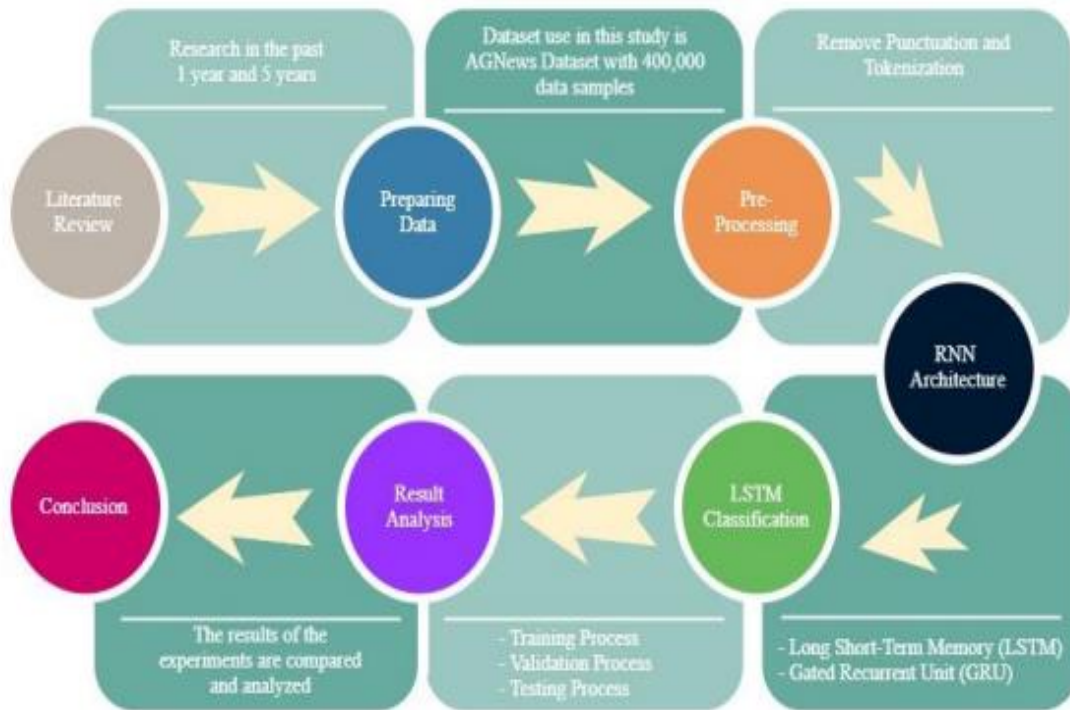 Research in the past
1 year and 5 years
Dataset use in this study is
AGNews Dataset with 400,000
data samples
Remove Punctuation and
Tokenization
Literature
Review
Preparing
Data
Pre-
Processing
RNN
Architecture
Conclusion
Result
Analysis
LSTM
Classification
The results of the
experiments are compared
and analyzed
- Training Process
- Validation Process
- Testing Process
- Long Short-Term Memory (LSTM)
- Gated Recurrent Unit (GRU)